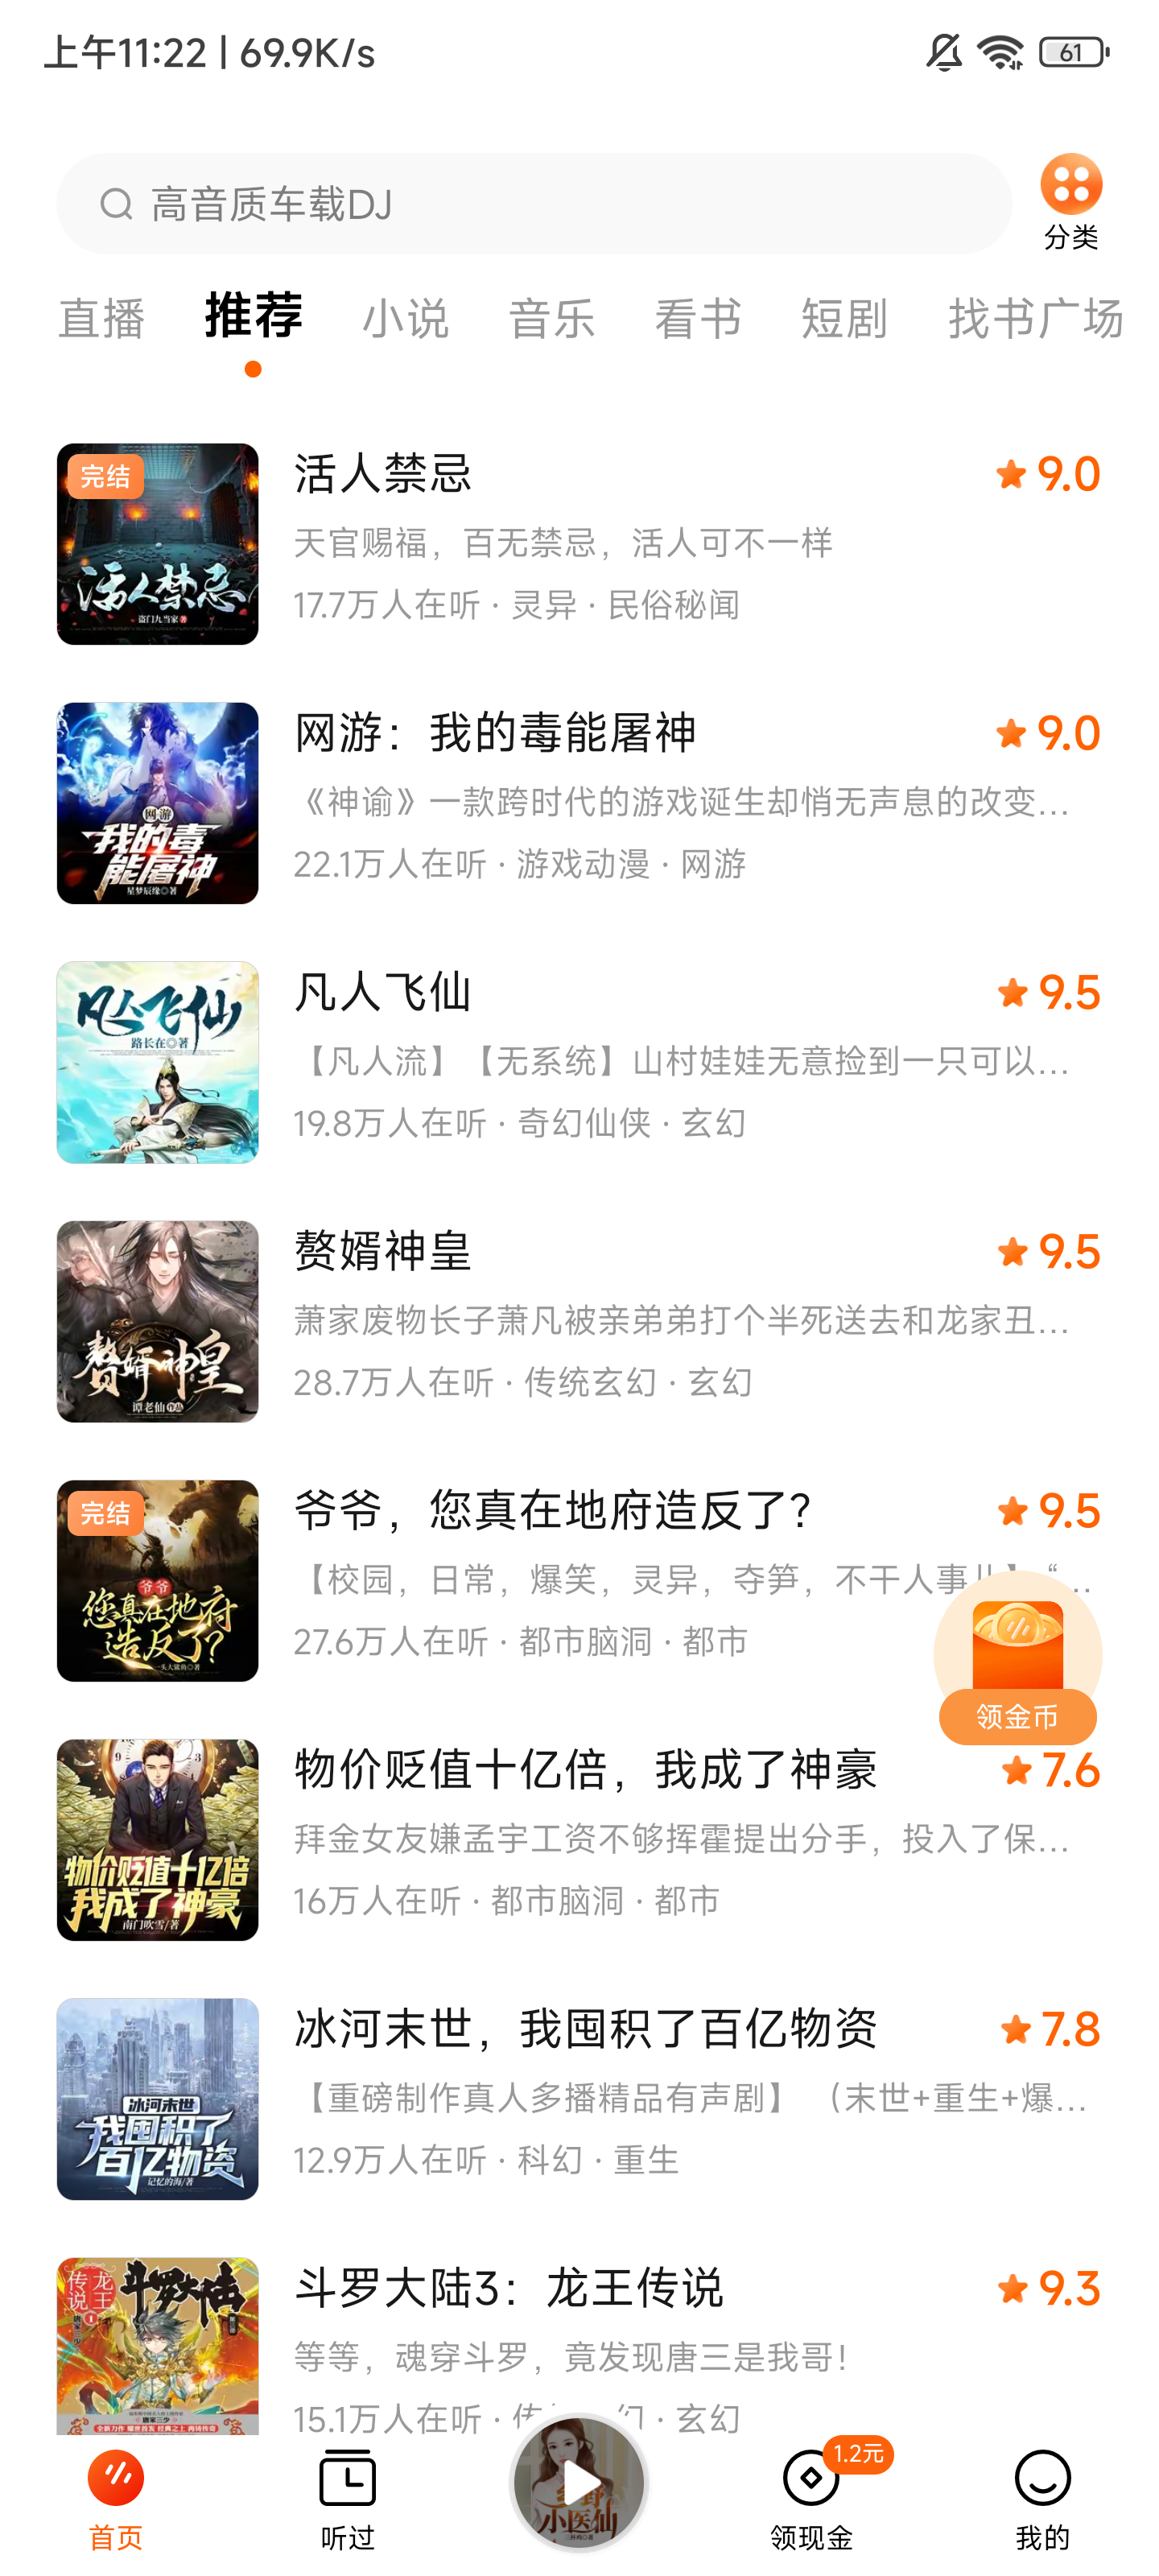 上午11:22 | 69.9K/s
61
高音质车载DJ
分类
直播 推荐 小说 音乐 看书 短剧 找书广场
完结
活人禁忌
盗门九当家 著
活人禁忌
9.0
天官赐福，百无禁忌，活人可不一样
17.7万人在听 · 灵异 · 民俗秘闻
网游
我的毒
能屠神
星梦辰缘◎著
网游：我的毒能屠神
9.0
《神谕》一款跨时代的游戏诞生却悄无声息的改变...
22.1万人在听 · 游戏动漫 · 网游
凡人飞仙
路长在◎著
凡人飞仙
9.5
【凡人流】【无系统】山村娃娃无意捡到一只可以...
19.8万人在听 · 奇幻仙侠 · 玄幻
赘婿神皇
谭老仙 作品
赘婿神皇
9.5
萧家废物长子萧凡被亲弟弟打个半死送去和龙家丑...
28.7万人在听 · 传统玄幻 · 玄幻
完结
爷爷
您真在地府
造反了？
爷爷，您真在地府造反了？
9.5
【校园，日常，爆笑，灵异，夺笋，不干人事儿】“...
27.6万人在听 · 都市脑洞 · 都市
领金币
物价贬值十亿倍
我成了神豪
南门吹雪/著
物价贬值十亿倍，我成了神豪
7.6
拜金女友嫌孟宇工资不够挥霍提出分手，投入了保...
16万人在听 · 都市脑洞 · 都市
冰河末世
我囤积了
百亿物资
记忆的海/著
冰河末世，我囤积了百亿物资
7.8
【重磅制作真人多播精品有声剧】（末世+重生+爆...
12.9万人在听 · 科幻 · 重生
斗罗大陆
龙王
传说
唐家三少
斗罗大陆3：龙王传说
9.3
等等，魂穿斗罗，竟发现唐三是我哥！
15.1万人在听 · 传 幻 · 玄幻
小医仙
1.2元
首页 听过 领现金 我的